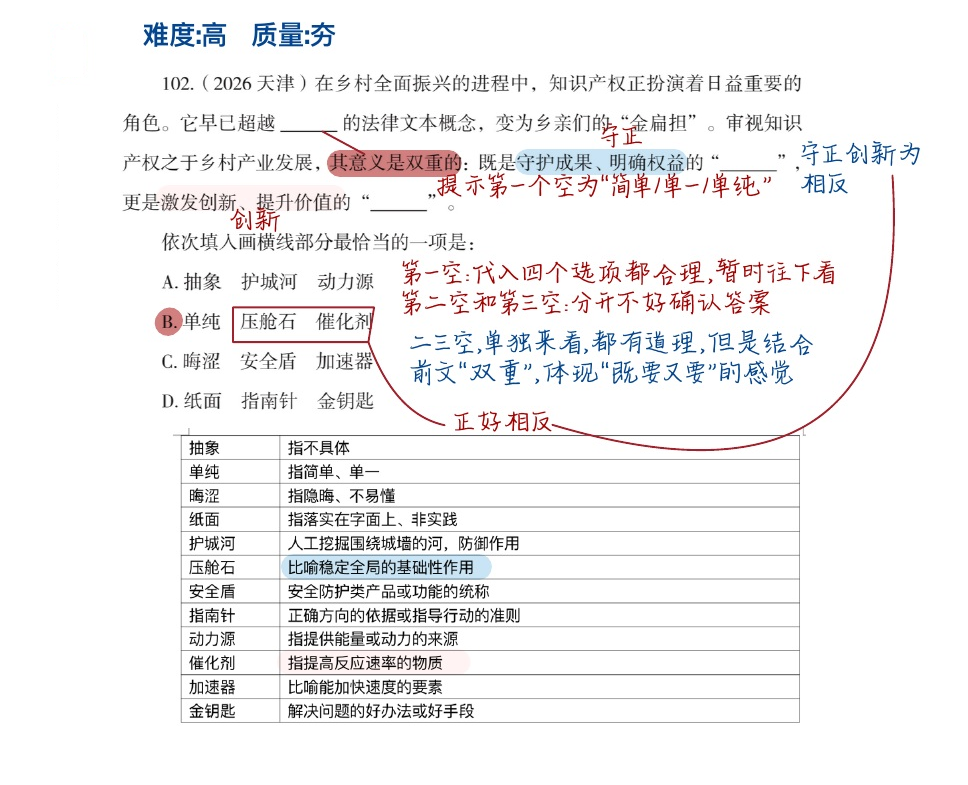 难度:高 质量:夯
102.（2026 天津）在乡村全面振兴的进程中，知识产权正扮演着日益重要的
角色。它早已超越______的法律文本概念，变为乡亲们的“金扁担”。审视知识
守正
产权之于乡村产业发展，其意义是双重的：既是守护成果、明确权益的“______”，
守正创新为
相反
提示第一个空为“简单/单一/单纯”
更是激发创新、提升价值的“______”。
创新
依次填入画横线部分最恰当的一项是：
A. 抽象 护城河 动力源
第一空:代入四个选项都合理,暂时往下看
第二空和第三空:分开不好确认答案
B. 单纯 压舱石 催化剂
二三空,单独来看,都有道理,但是结合
前文“双重”,体现“既要又要”的感觉
C. 晦涩 安全盾 加速器
D. 纸面 指南针 金钥匙
正好相反
抽象 指不具体
单纯 指简单、单一
晦涩 指隐晦、不易懂
纸面 指落实在字面上、非实践
护城河 人工挖掘围绕城墙的河，防御作用
压舱石 比喻稳定全局的基础性作用
安全盾 安全防护类产品或功能的统称
指南针 正确方向的依据或指导行动的准则
动力源 指提供能量或动力的来源
催化剂 指提高反应速率的物质
加速器 比喻能加快速度的要素
金钥匙 解决问题的好办法或好手段